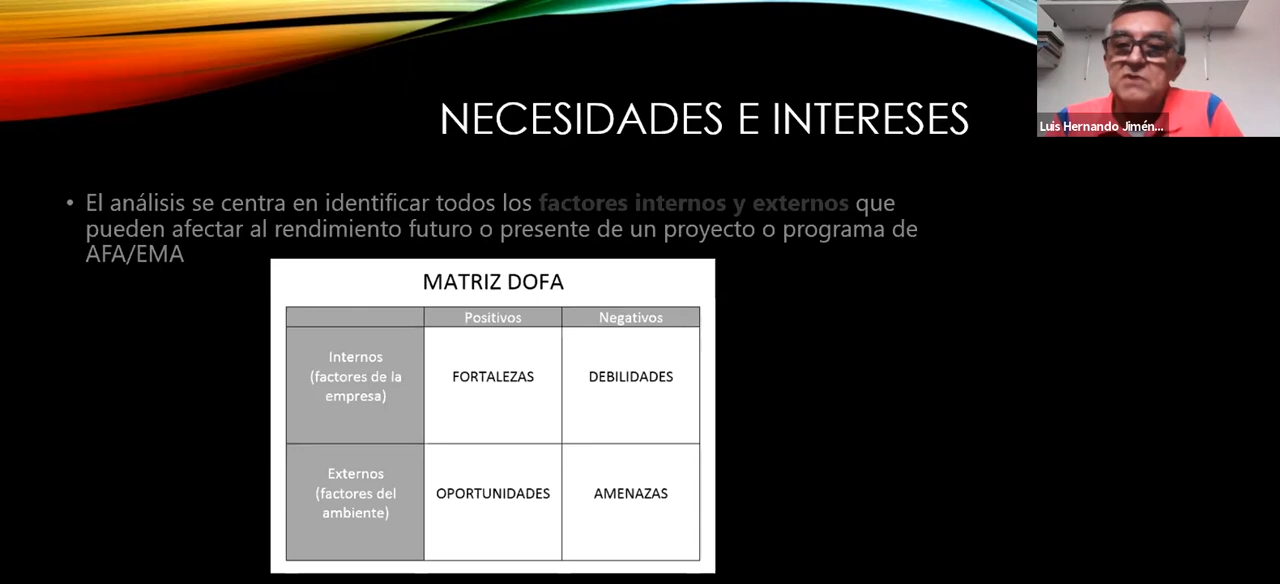 NECESIDADES E INTERESES
Luis Hernando Jimén...
• El análisis se centra en identificar todos los factores internos y externos que
pueden afectar al rendimiento futuro o presente de un proyecto o programa de
AFA/EMA
MATRIZ DOFA
Positivos Negativos
Internos
(factores de la
empresa)
FORTALEZAS DEBILIDADES
Externos
(factores del
ambiente)
OPORTUNIDADES AMENAZAS